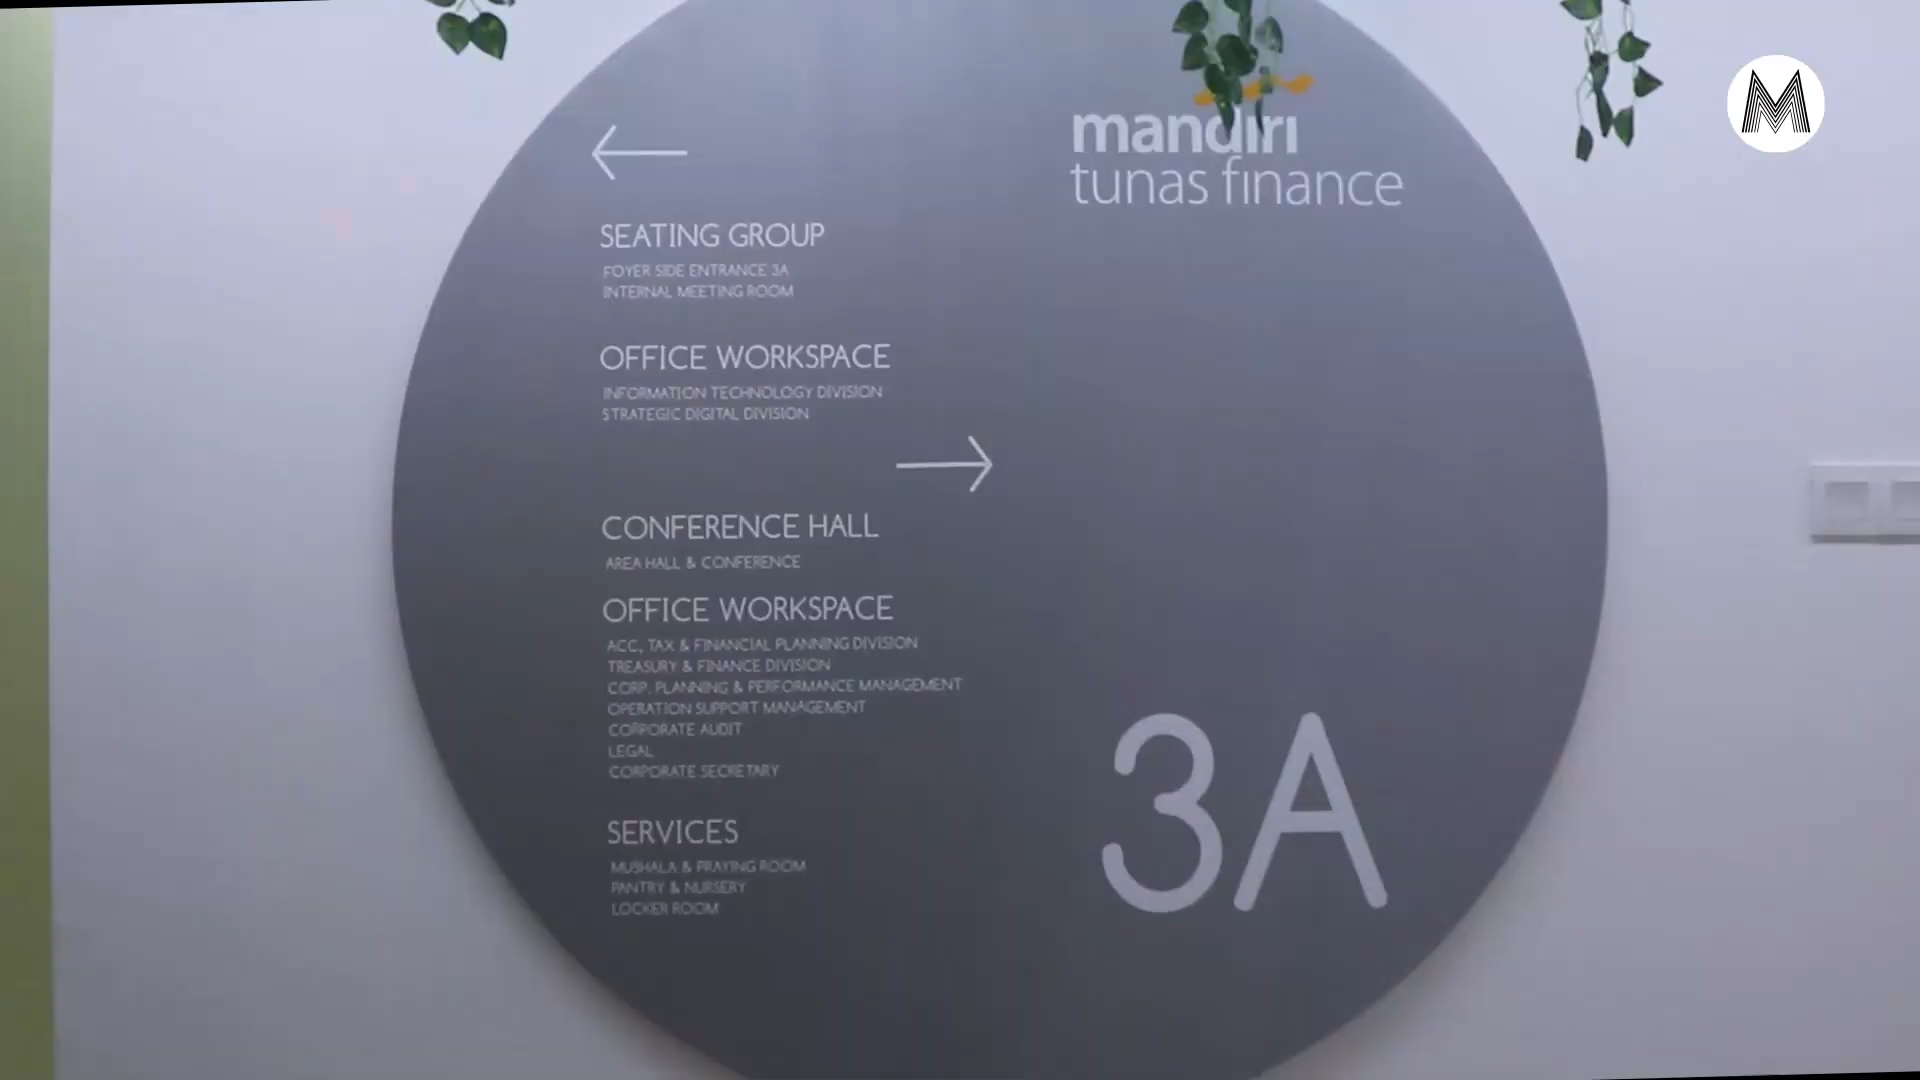 SEATING GROUP
FOYER SIDE ENTRANCE 3A
INTERNAL MEETING ROOM
OFFICE WORKSPACE
INFORMATION TECHNOLOGY DIVISION
STRATEGIC DIGITAL DIVISION
CONFERENCE HALL
AREA HALL & CONFERENCE
OFFICE WORKSPACE
ACC, TAX & FINANCIAL PLANNING DIVISION
TREASURY & FINANCE DIVISION
CORP. PLANNING & PERFORMANCE MANAGEMENT
OPERATION SUPPORT MANAGEMENT
CORPORATE AUDIT
LEGAL
CORPORATE SECRETARY
SERVICES
MUSHALA & PRAYING ROOM
PANTRY & NURSERY
LOCKER ROOM
mandiri
tunas finance
3A
M